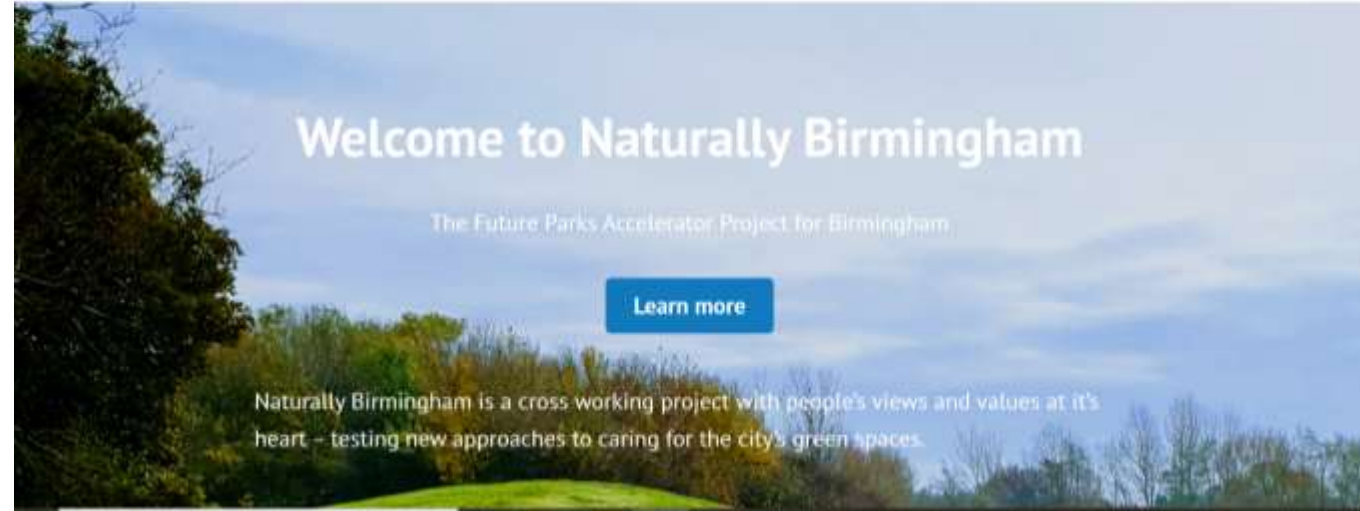 Welcome to Naturally Birmingham
The Future Parks Accelerator Project for Birmingham
Learn more
Naturally Birmingham is a cross working project with people's views and values at it's
heart – testing new approaches to caring for the city's green spaces.